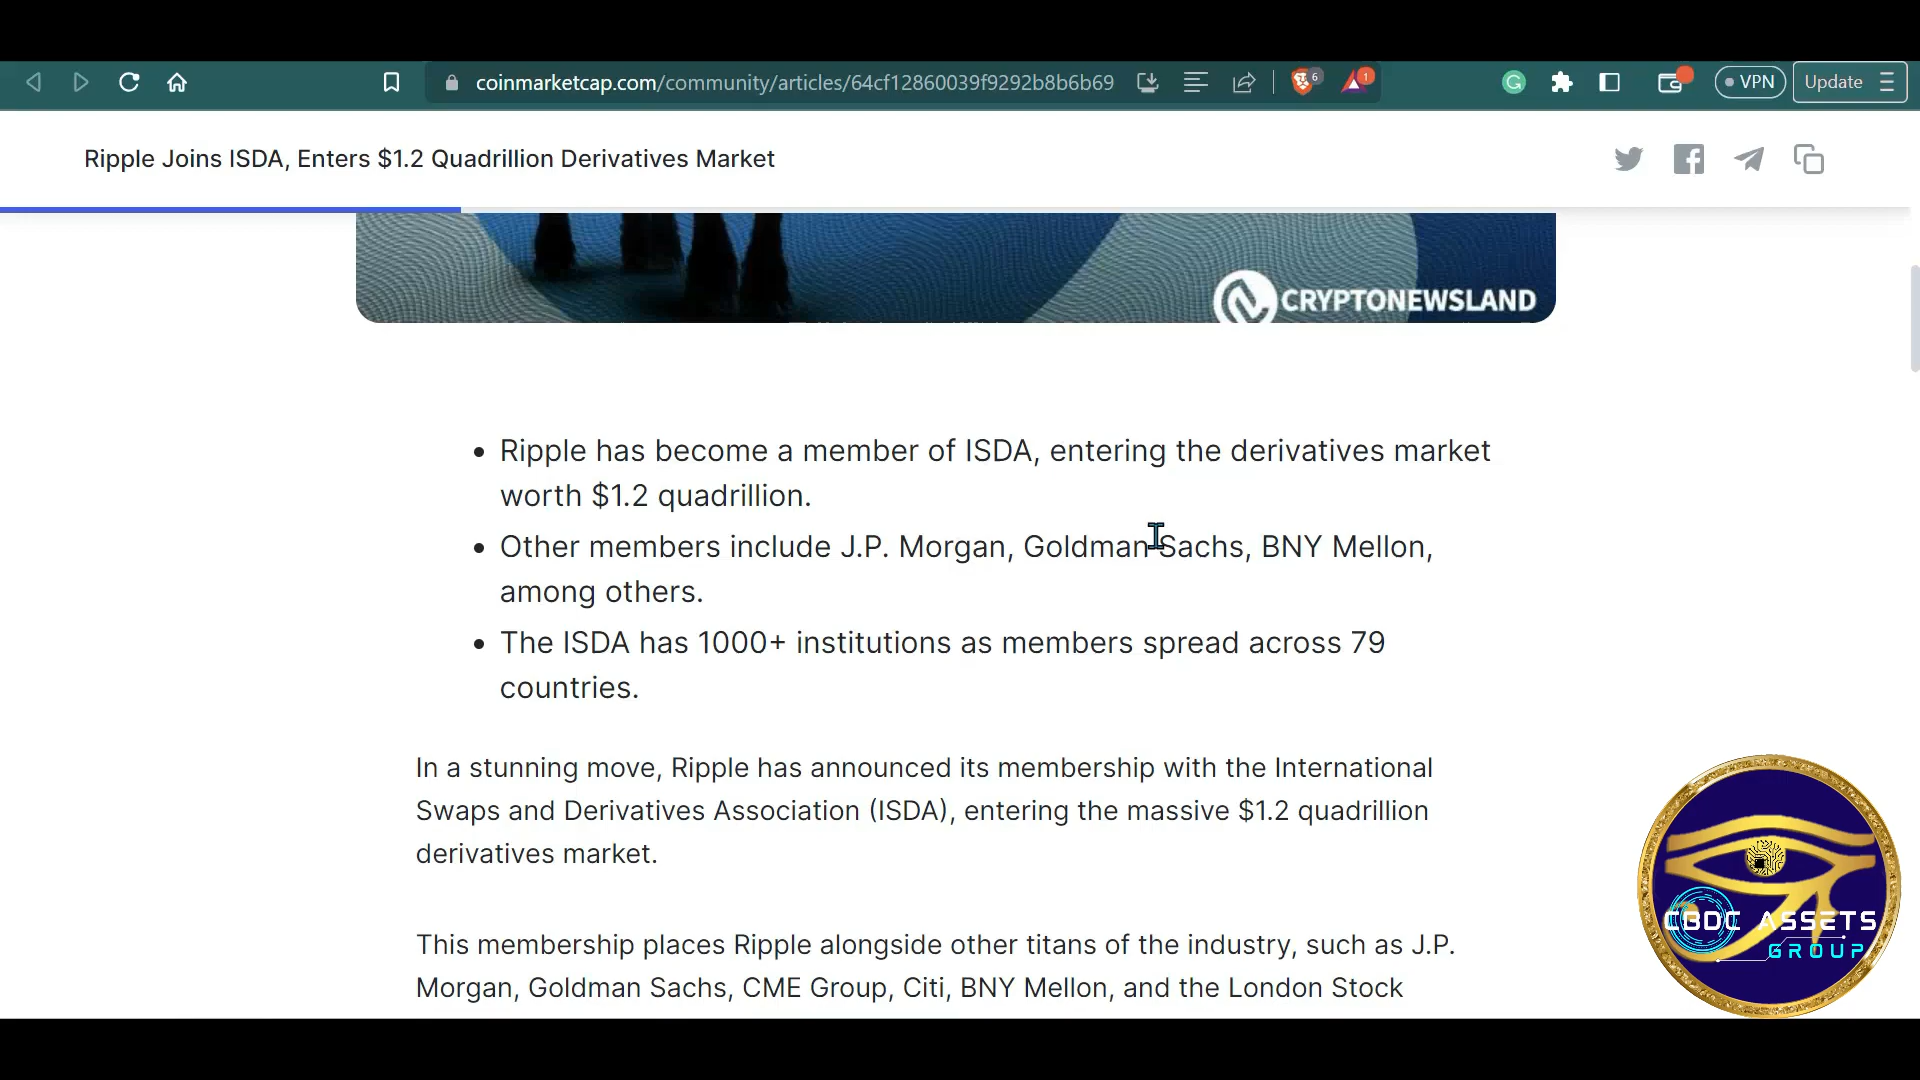 coinmarketcap.com/community/articles/64cf12860039f9292b8b6b69
6
1
VPN
Update
Ripple Joins ISDA, Enters $1.2 Quadrillion Derivatives Market
CRYPTONEWSLAND
• Ripple has become a member of ISDA, entering the derivatives market
worth $1.2 quadrillion.
• Other members include J.P. Morgan, Goldman Sachs, BNY Mellon,
among others.
• The ISDA has 1000+ institutions as members spread across 79
countries.
In a stunning move, Ripple has announced its membership with the International
Swaps and Derivatives Association (ISDA), entering the massive $1.2 quadrillion
derivatives market.
This membership places Ripple alongside other titans of the industry, such as J.P.
Morgan, Goldman Sachs, CME Group, Citi, BNY Mellon, and the London Stock
CBDC ASSETS
GROUP